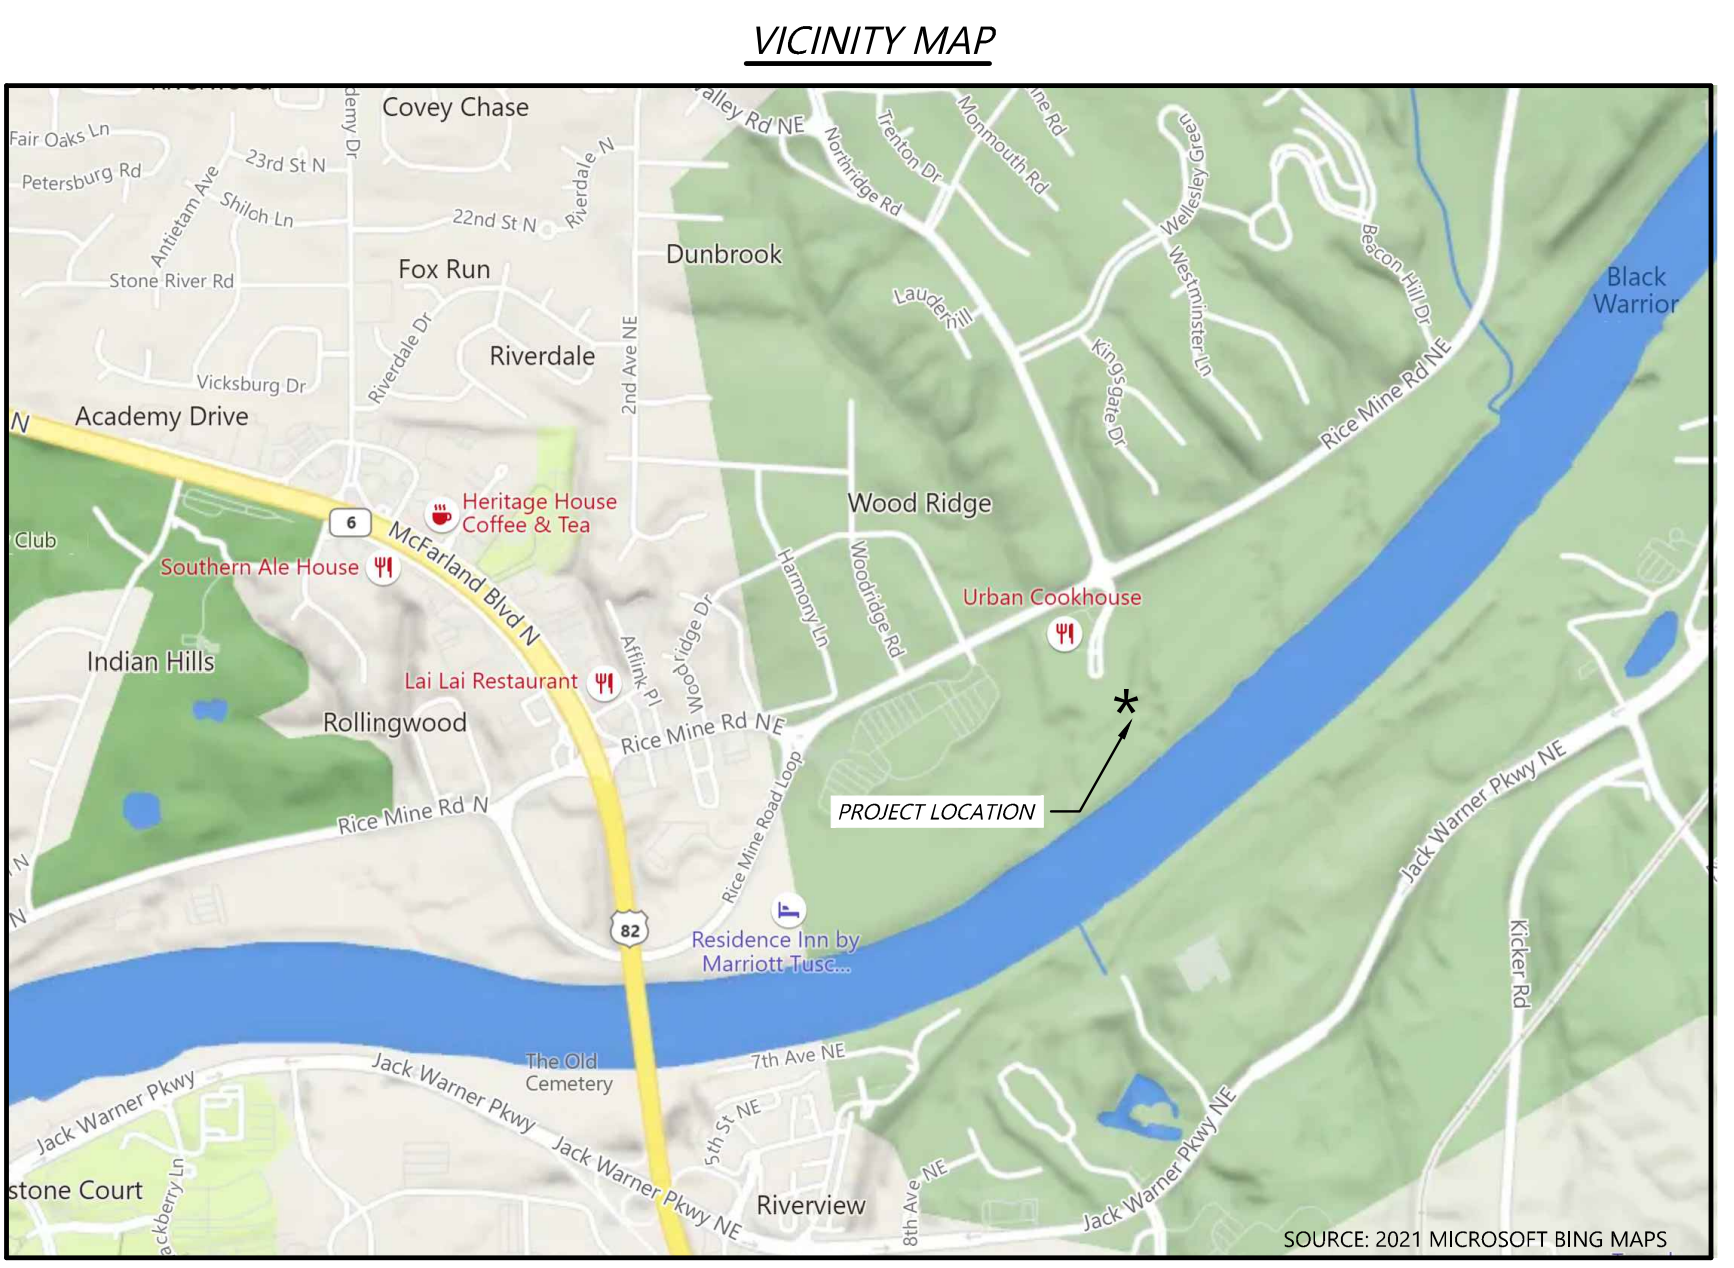 VICINITY MAP
Covey Chase
Fair Oaks Ln
23rd St N
Petersburg Rd
Antietam Ave
Shiloh Ln
22nd St N
Riverdale N
Stone River Rd
Fox Run
Dunbrook
Northridge Rd
Trenton Dr
Monmouth Rd
Wellesley Green
Westminster Ln
Beacon Hill Dr
Black
Warrior
Lauderhill
Riverdale Dr
Riverdale
2nd Ave NE
Kingsgate Dr
Rice Mine Rd NE
Vicksburg Dr
Academy Drive
N
6
Heritage House
Coffee & Tea
McFarland Blvd N
Wood Ridge
Club
Southern Ale House
Harmony Ln
Woodridge Rd
Urban Cookhouse
Indian Hills
Lai Lai Restaurant
Afflink Pl
Woodridge Dr
Rollingwood
Rice Mine Rd NE
Rice Mine Rd N
Rice Mine Road Loop
PROJECT LOCATION
Jack Warner Pkwy NE
N
N
82
Residence Inn by
Marriott Tusc...
Kicker Rd
The Old
Cemetery
7th Ave NE
Jack Warner Pkwy
Jack Warner Pkwy
5th St NE
Jack Warner Pkwy NE
Jack Warner Pkwy NE
8th Ave NE
stone Court
ackberry Ln
Riverview
SOURCE: 2021 MICROSOFT BING MAPS